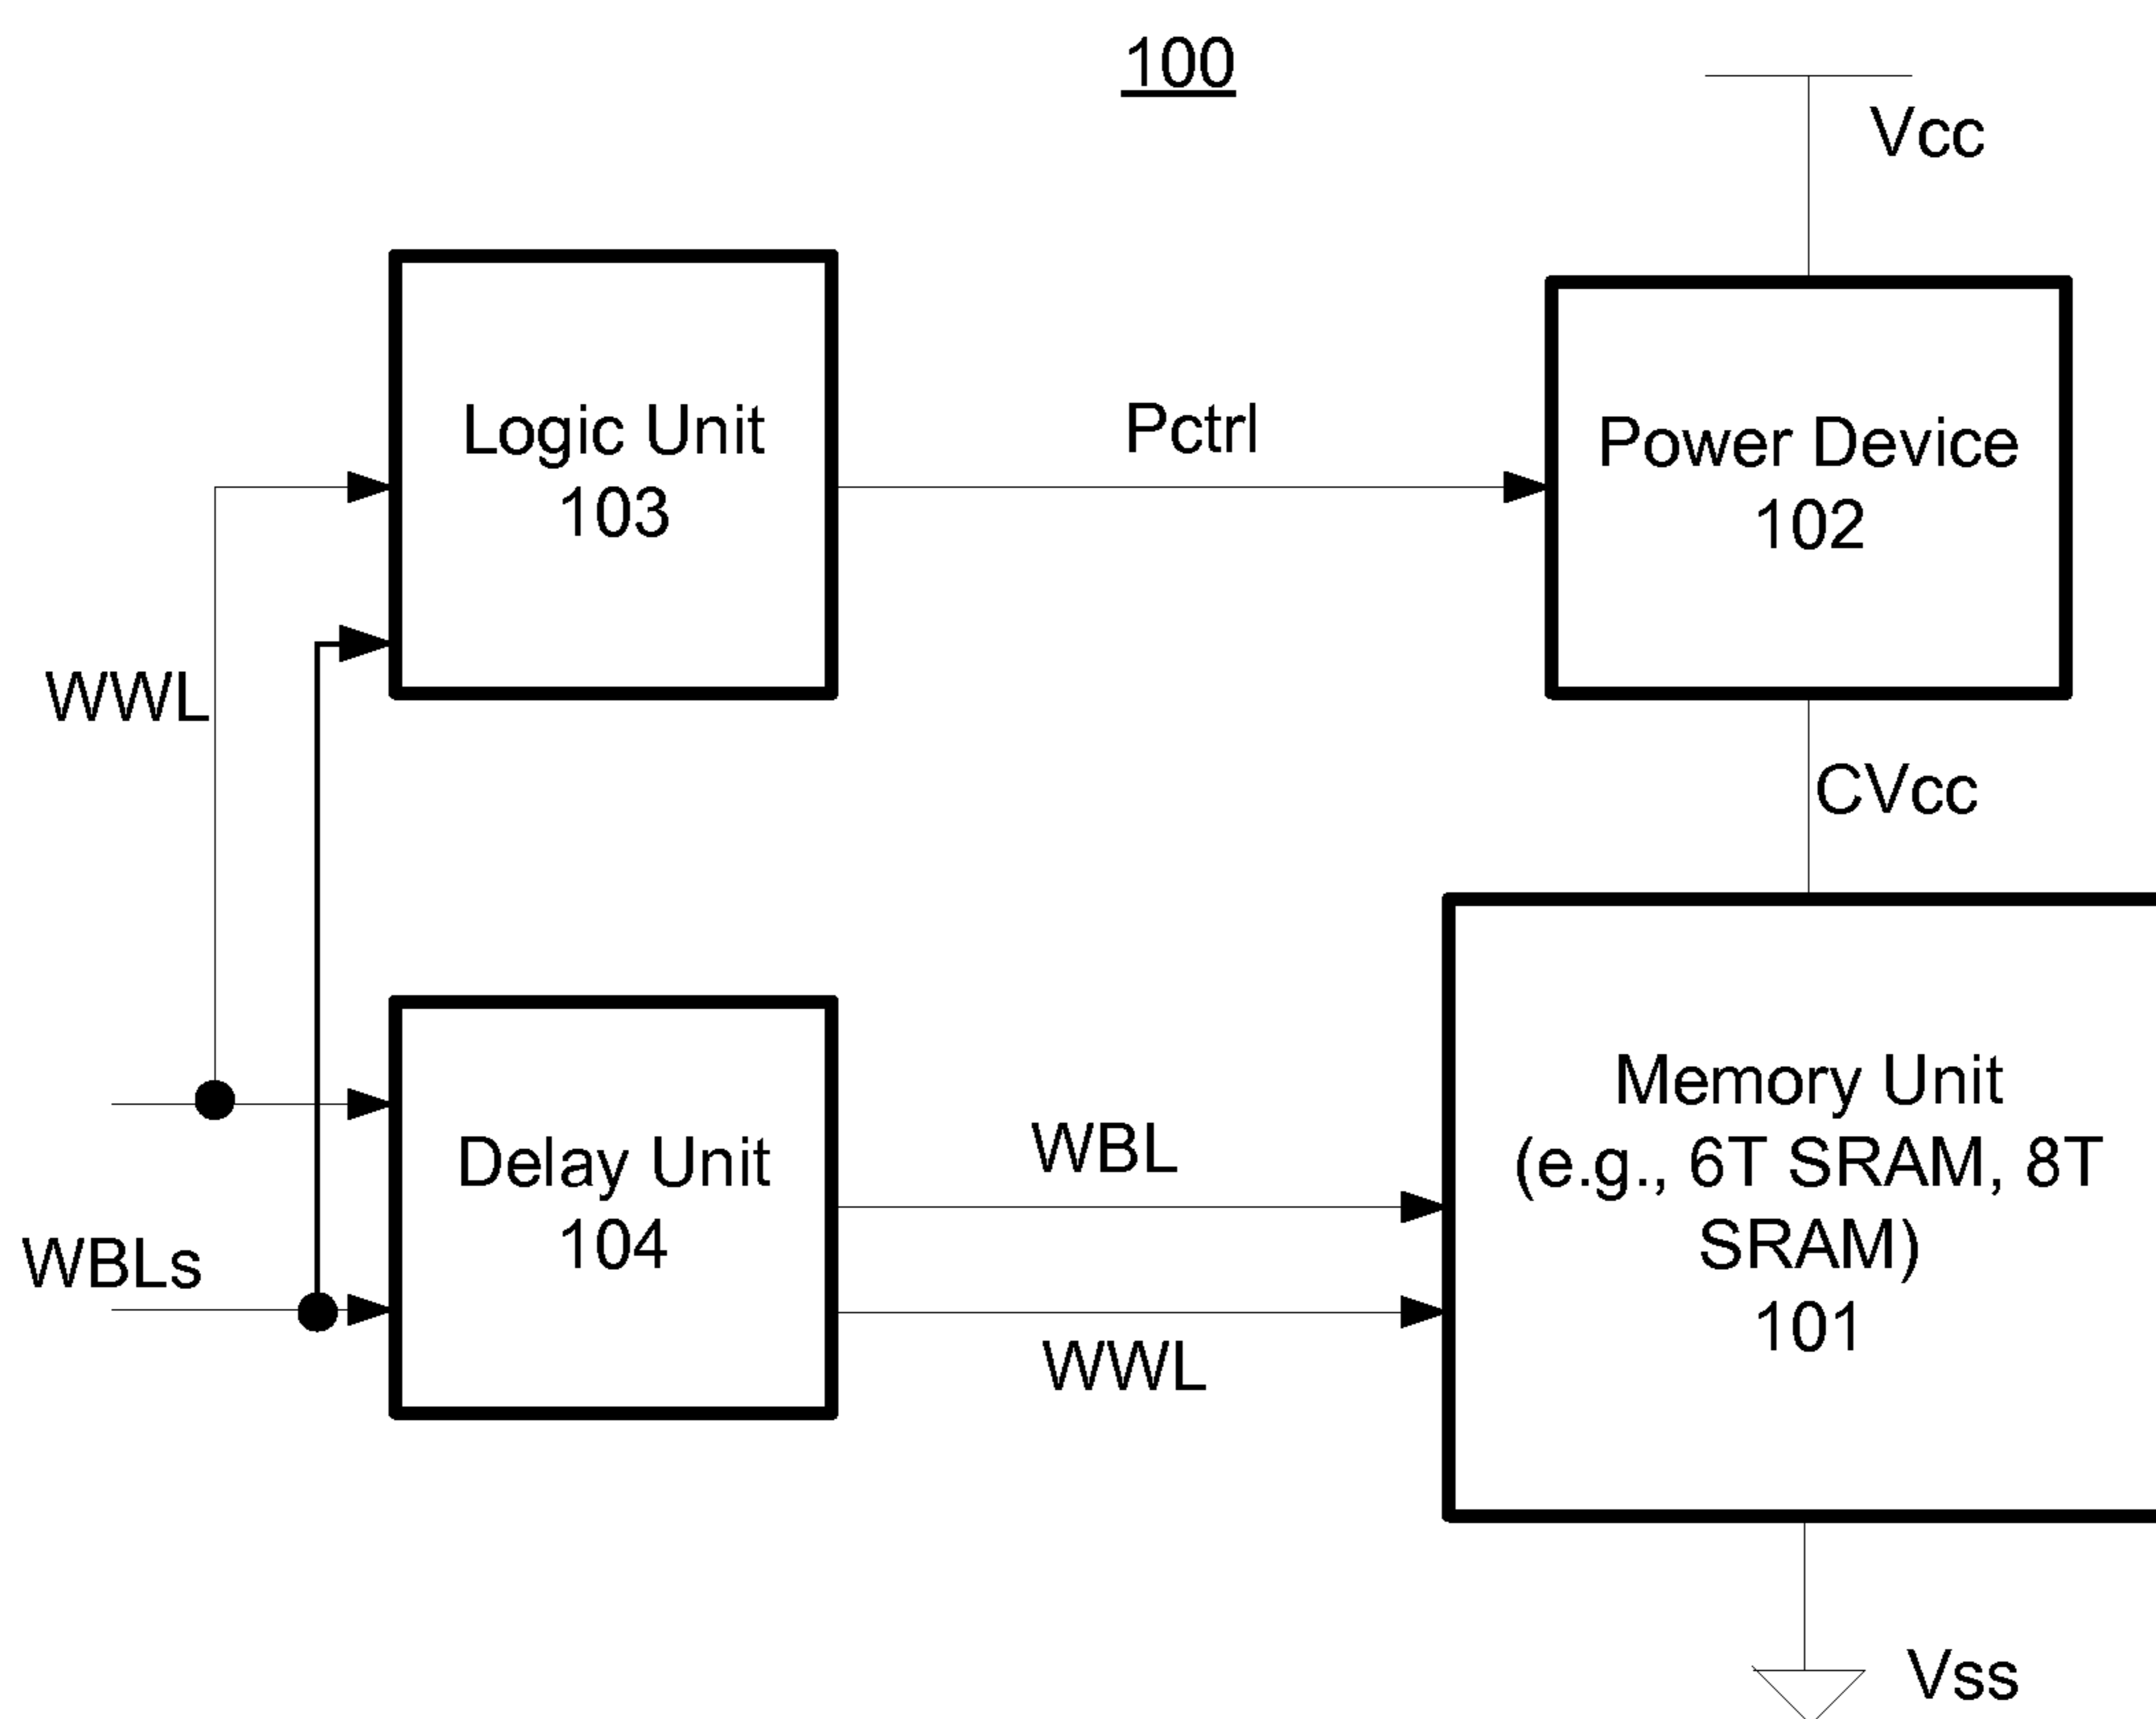 100
Vcc
Logic Unit
103
Pctrl
Power Device
102
WWL
CVcc
Delay Unit
104
WBLs
WBL
WWL
Memory Unit
(e.g., 6T SRAM, 8T
SRAM)
101
Vss